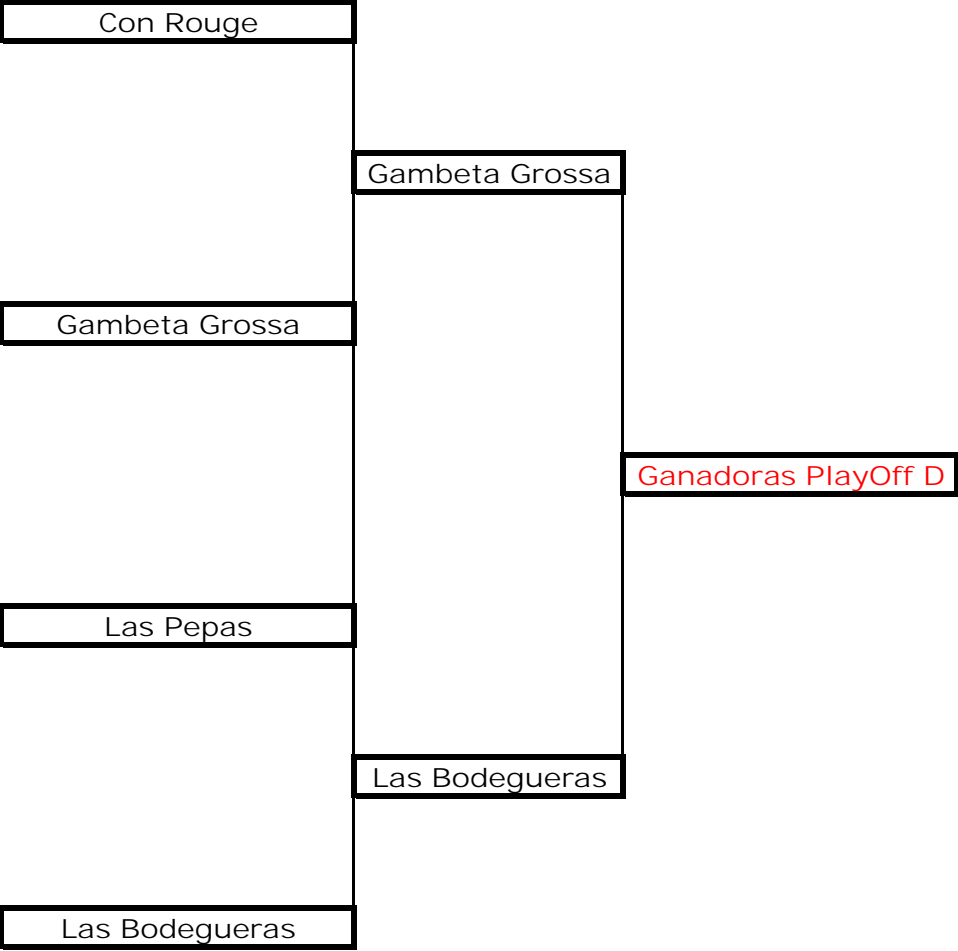 Con Rouge
Gambeta Grossa
Gambeta Grossa
Ganadoras PlayOff D
Las Pepas
Las Bodegueras
Las Bodegueras